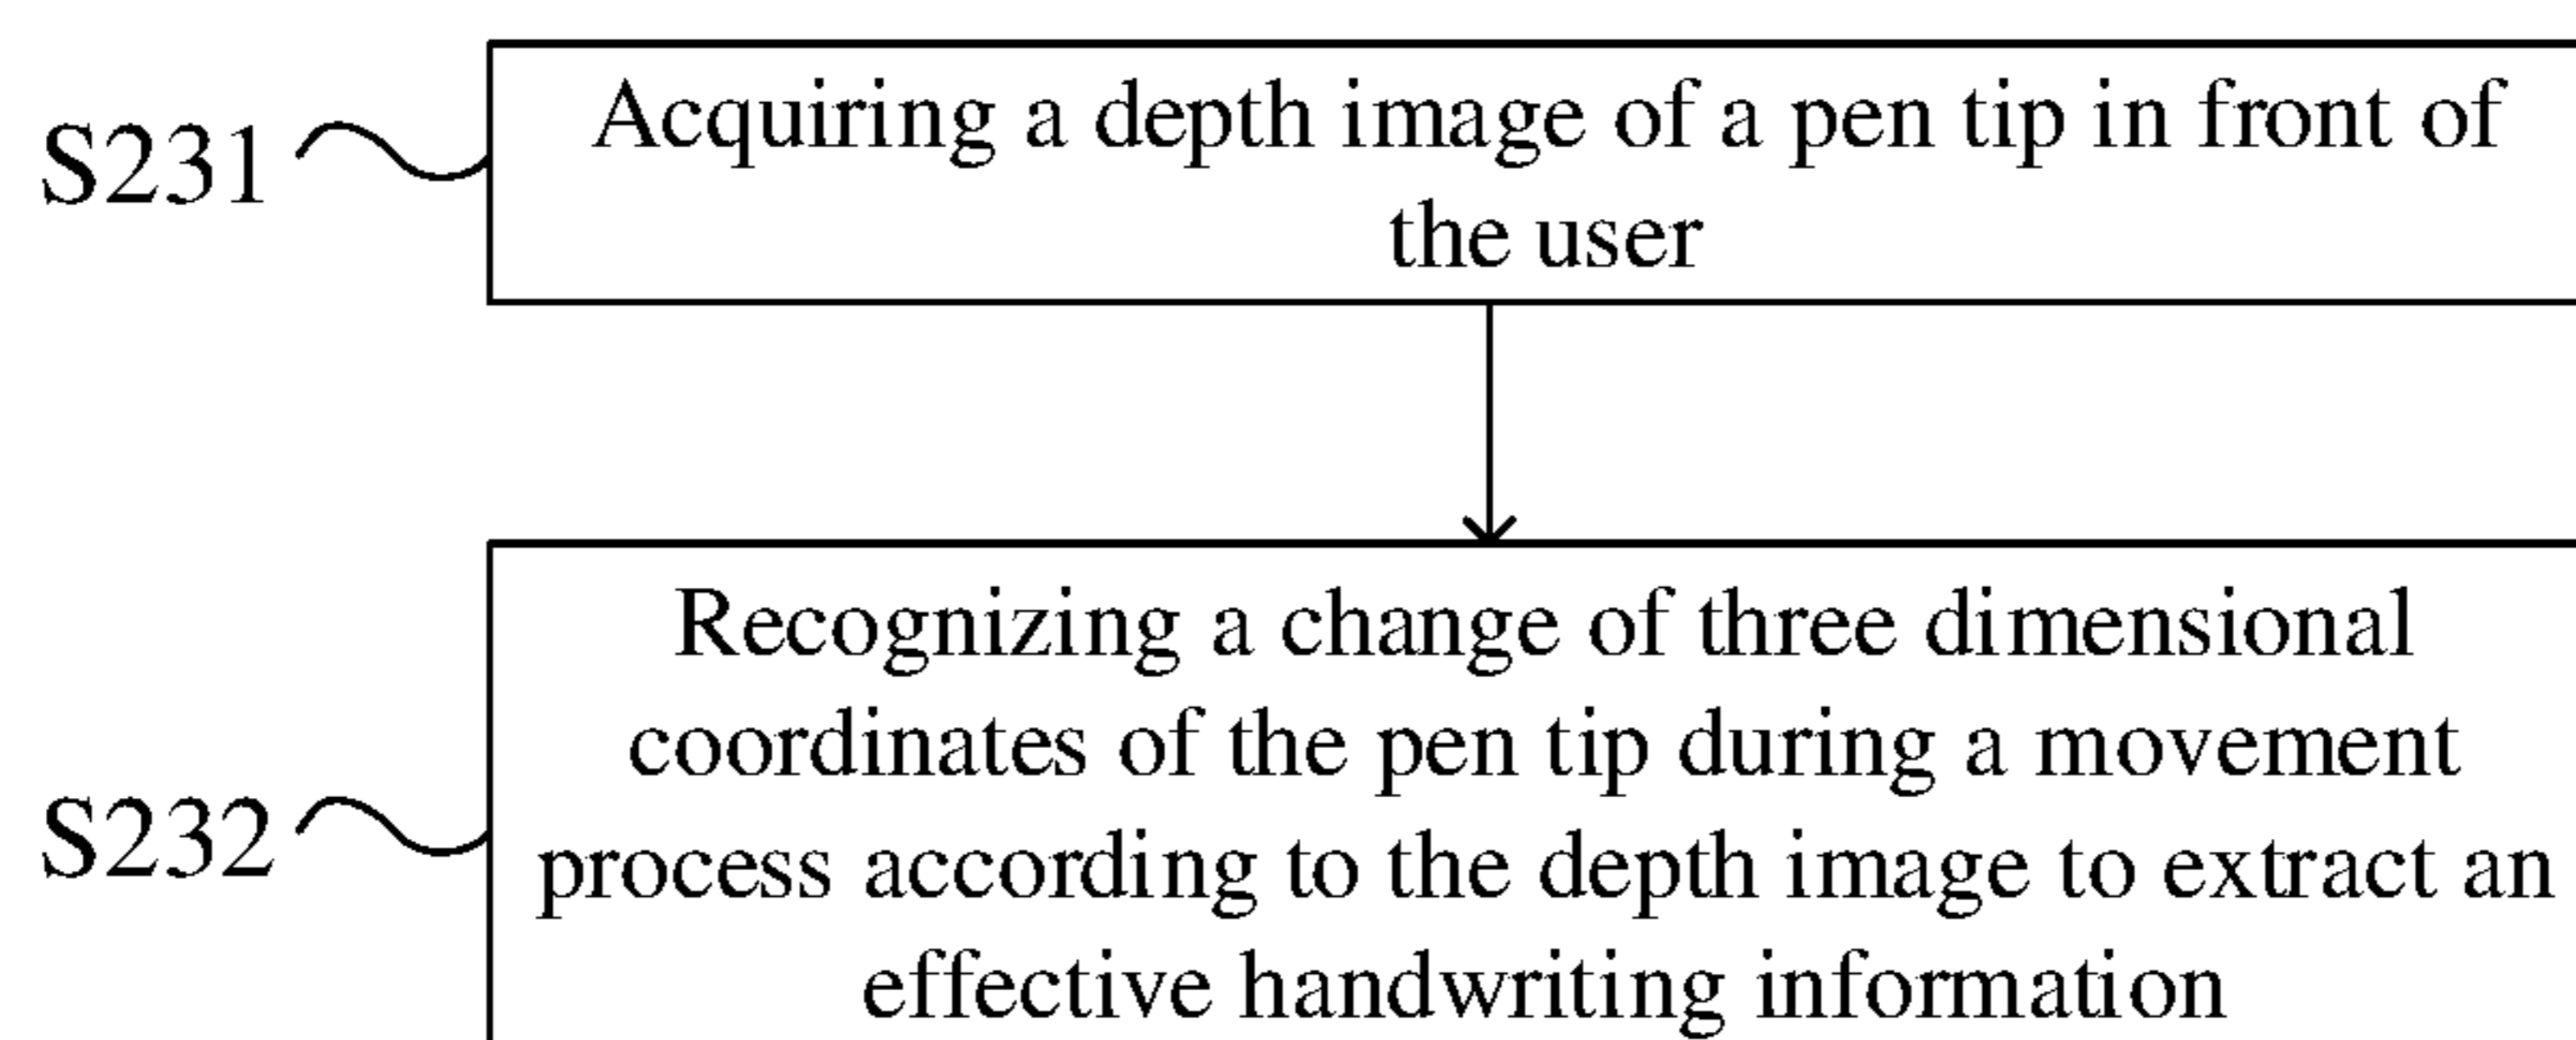 S231
Acquiring a depth image of a pen tip in front of
the user
S232
Recognizing a change of three dimensional
coordinates of the pen tip during a movement
process according to the depth image to extract an
effective handwriting information